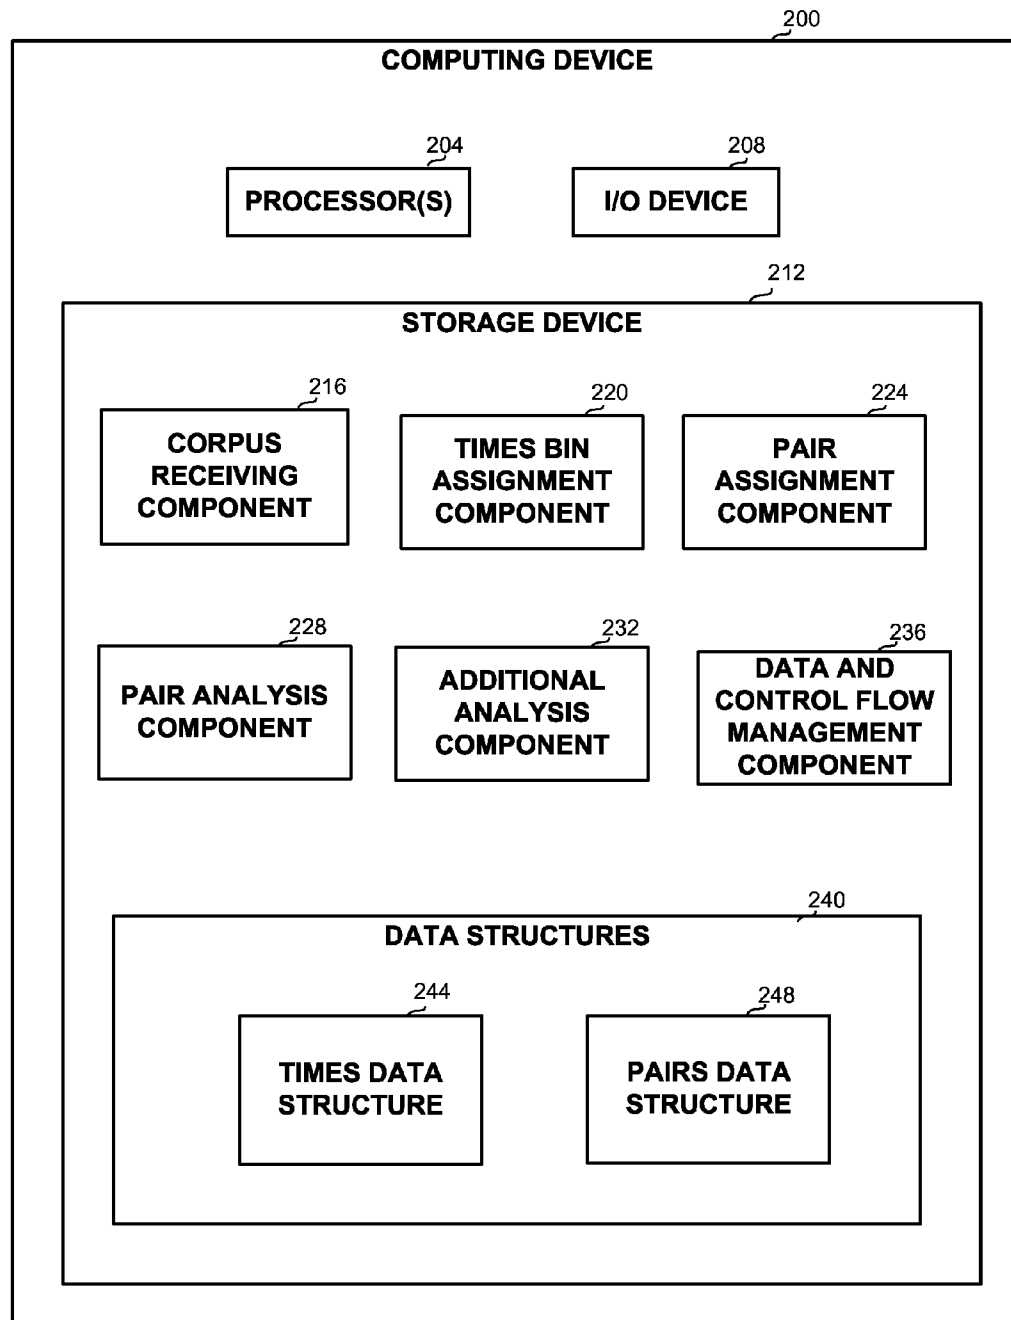 200
COMPUTING DEVICE
204
PROCESSOR(S)
208
I/O DEVICE
212
STORAGE DEVICE
216
CORPUS
RECEIVING
COMPONENT
220
TIMES BIN
ASSIGNMENT
COMPONENT
224
PAIR
ASSIGNMENT
COMPONENT
228
PAIR ANALYSIS
COMPONENT
232
ADDITIONAL
ANALYSIS
COMPONENT
236
DATA AND
CONTROL FLOW
MANAGEMENT
COMPONENT
240
DATA STRUCTURES
244
TIMES DATA
STRUCTURE
248
PAIRS DATA
STRUCTURE